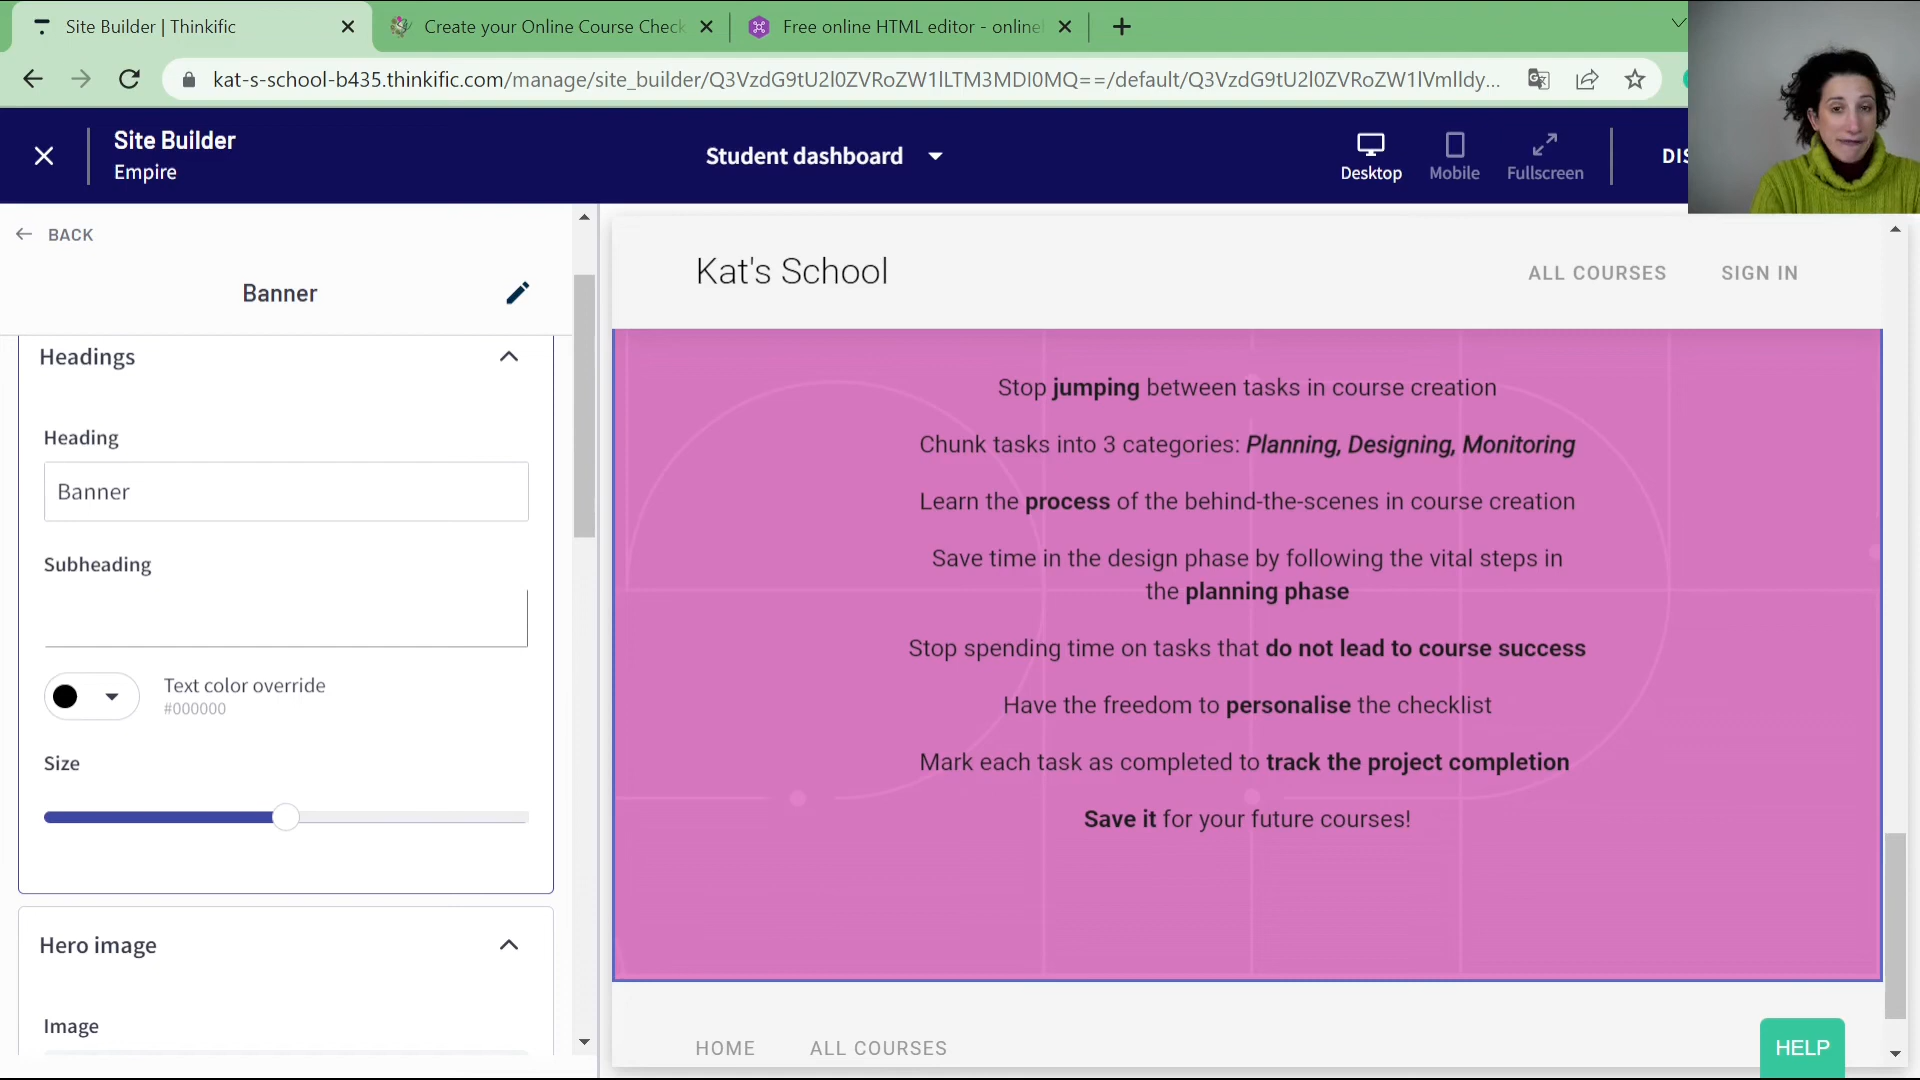 Site Builder | Thinkific
Create your Online Course Check
Free online HTML editor - online
kat-s-school-b435.thinkific.com/manage/site_builder/Q3VzdG9tU2l0ZVRoZW1lLTM3MDI0MQ==/default/Q3VzdG9tU2l0ZVRoZW1lVmlldy...
Site Builder
Empire
Student dashboard
Desktop
Mobile
Fullscreen
DIS
BACK
Banner
Headings
Heading
Banner
Subheading
Text color override
#000000
Size
Hero image
Image
Kat's School
ALL COURSES
SIGN IN
Stop jumping between tasks in course creation
Chunk tasks into 3 categories: Planning, Designing, Monitoring
Learn the process of the behind-the-scenes in course creation
Save time in the design phase by following the vital steps in
the planning phase
Stop spending time on tasks that do not lead to course success
Have the freedom to personalise the checklist
Mark each task as completed to track the project completion
Save it for your future courses!
HOME
ALL COURSES
HELP